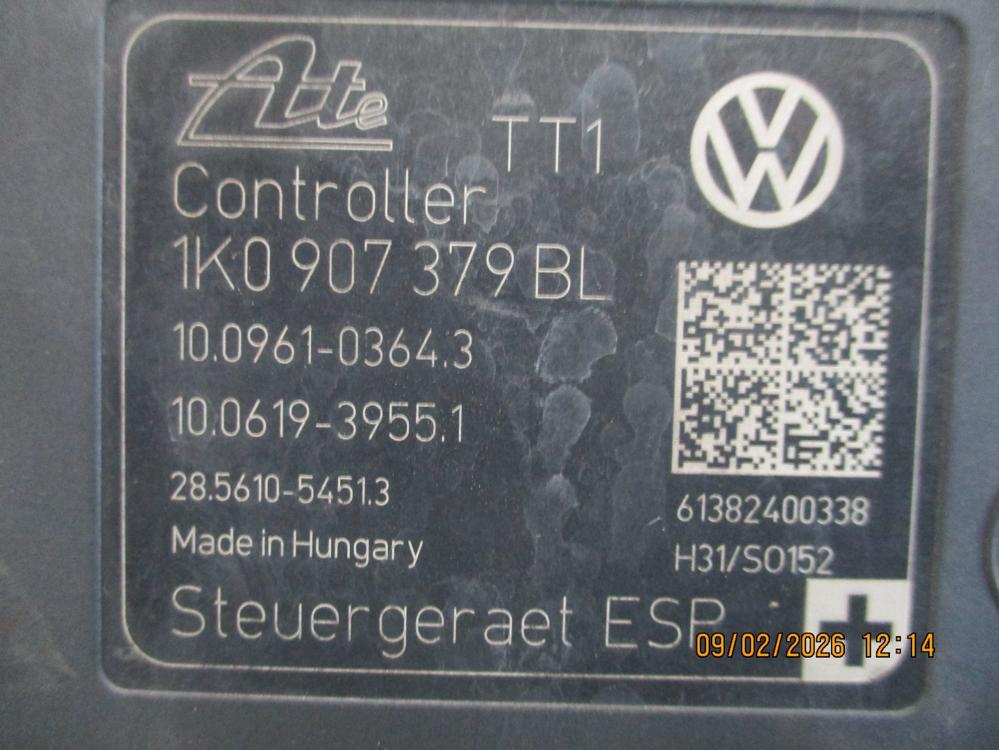 Ate
TT1
Controller
1K0 907 379 BL
10.0961-0364.3
10.0619-3955.1
28.5610-5451.3
Made in Hungary
Steuergeraet ESP
VW
61382400338
H31/S0152
09/02/2026 12:14